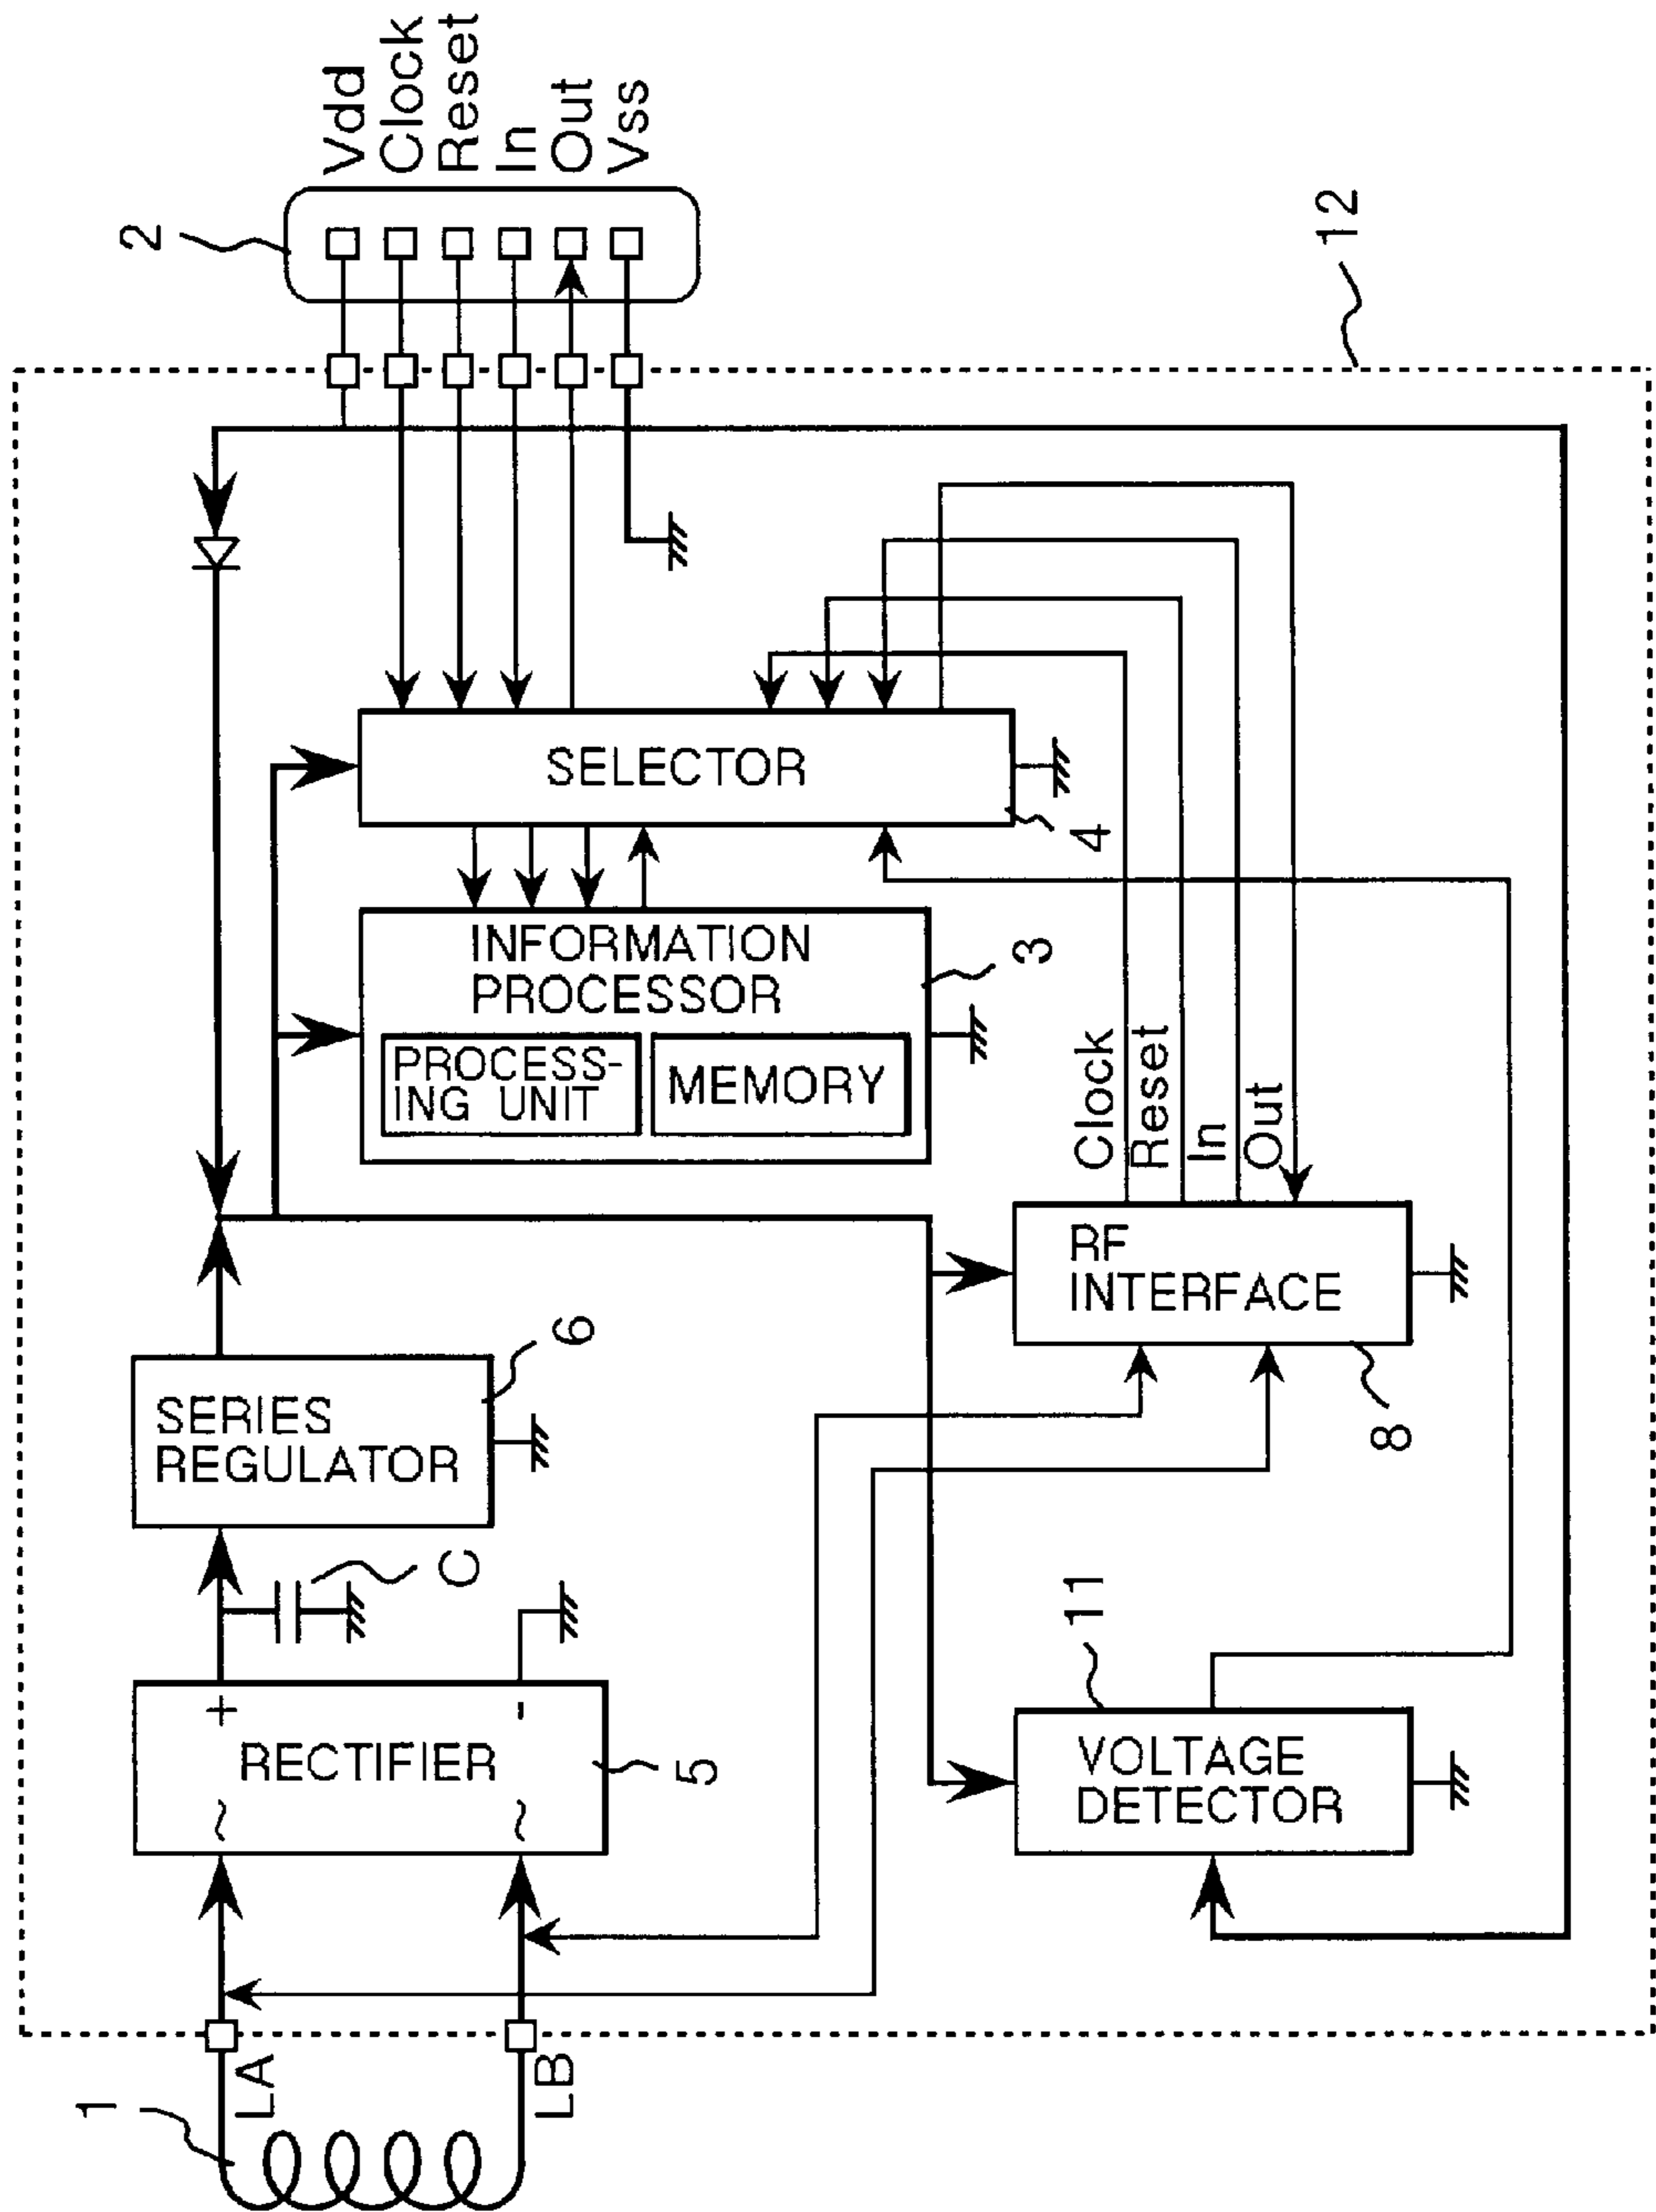 Vdd
Clock
Reset
In
Out
Vss
2
12
SELECTOR
4
INFORMATION
PROCESSOR
3
PROCESS-
ING UNIT
MEMORY
Clock
Reset
In
Out
SERIES
REGULATOR
6
RF
INTERFACE
8
C
+
-
RECTIFIER
~
~
5
11
VOLTAGE
DETECTOR
1
LA
LB